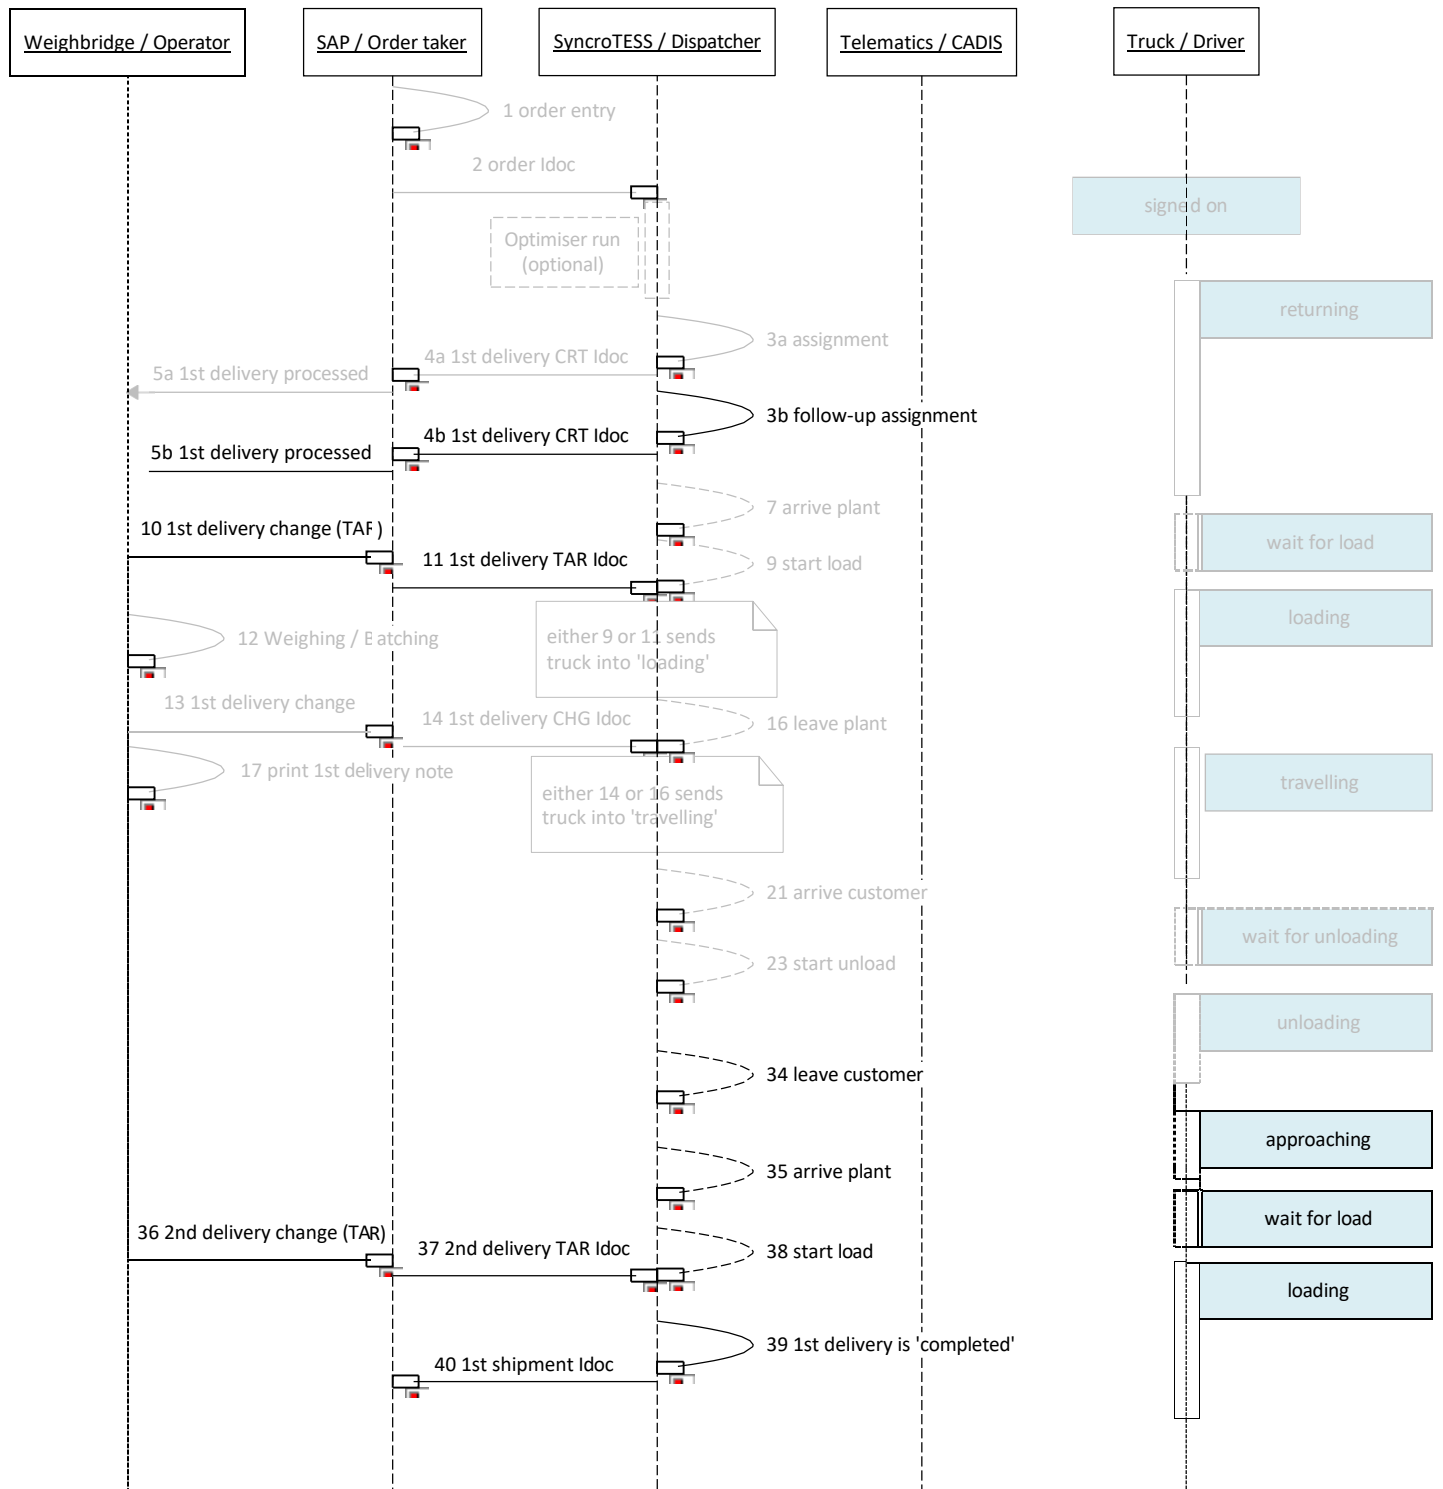 Weighbridge / Operator
SAP / Order taker
SyncroTESS / Dispatcher
Telematics / CADIS
Truck / Driver
1 order entry
2 order Idoc
signed on
Optimiser run
(optional)
returning
3a assignment
4a 1st delivery CRT Idoc
5a 1st delivery processed
3b follow-up assignment
4b 1st delivery CRT Idoc
5b 1st delivery processed
7 arrive plant
10 1st delivery change (TAR)
wait for load
11 1st delivery TAR Idoc
9 start load
loading
12 Weighing / Batching
either 9 or 11 sends
truck into 'loading'
13 1st delivery change
14 1st delivery CHG Idoc
16 leave plant
17 print 1st delivery note
travelling
either 14 or 16 sends
truck into 'travelling'
21 arrive customer
wait for unloading
23 start unload
unloading
34 leave customer
approaching
35 arrive plant
wait for load
36 2nd delivery change (TAR)
37 2nd delivery TAR Idoc
38 start load
loading
39 1st delivery is 'completed'
40 1st shipment Idoc